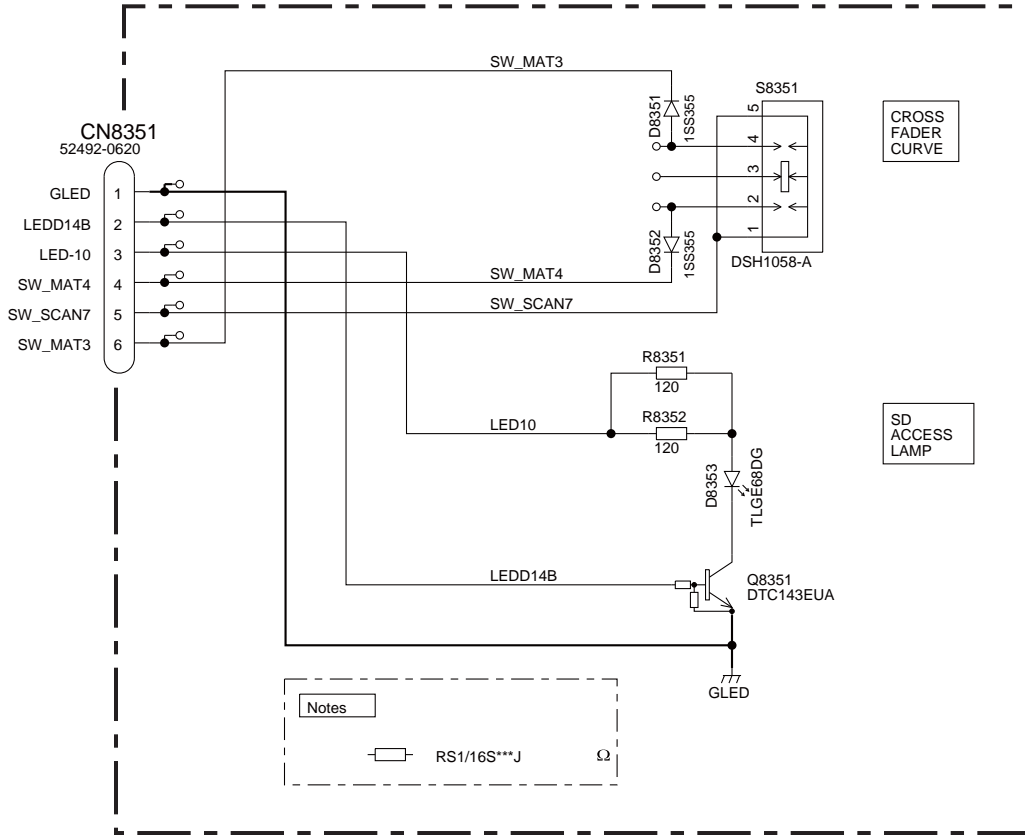 SW_MAT3
S8351
D8351
1SS355
5
4
3
2
1
CROSS
FADER
CURVE
CN8351
52492-0620
GLED 1
LEDD14B 2
LED-10 3
SW_MAT4 4
SW_SCAN7 5
SW_MAT3 6
D8352
1SS355
DSH1058-A
SW_MAT4
SW_SCAN7
R8351
120
LED10
R8352
120
SD
ACCESS
LAMP
D8353
TLGE68DG
LEDD14B
Q8351
DTC143EUA
GLED
Notes
RS1/16S***J Ω